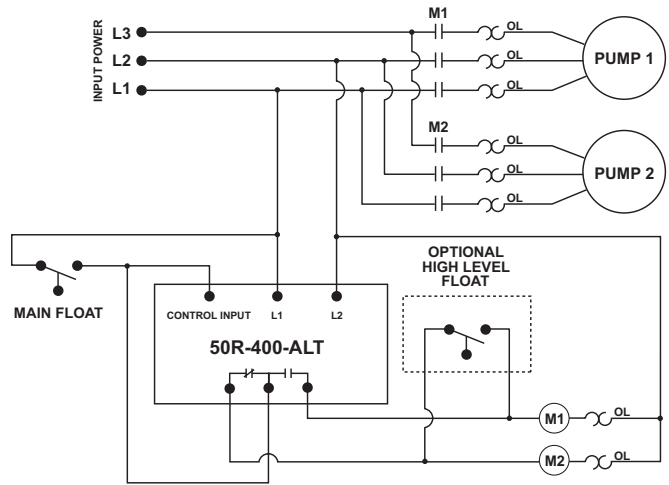 M1
INPUT POWER
L3
OL
L2
OL
PUMP 1
L1
OL
M2
OL
OL
PUMP 2
OL
OPTIONAL
HIGH LEVEL
FLOAT
MAIN FLOAT
CONTROL INPUT L1 L2
50R-400-ALT
M1 OL
M2 OL